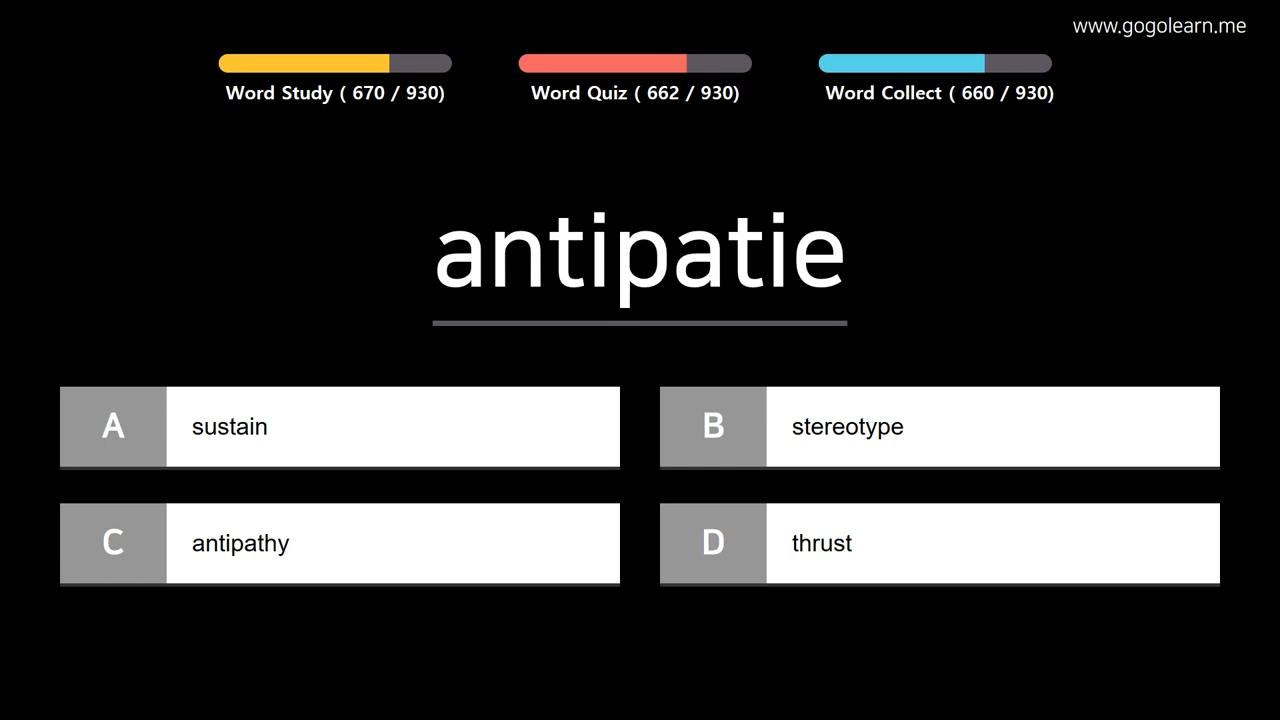 www.gogolearn.me
Word Study ( 670 / 930)
Word Quiz ( 662 / 930)
Word Collect ( 660 / 930)
antipatie
A sustain
B stereotype
C antipathy
D thrust